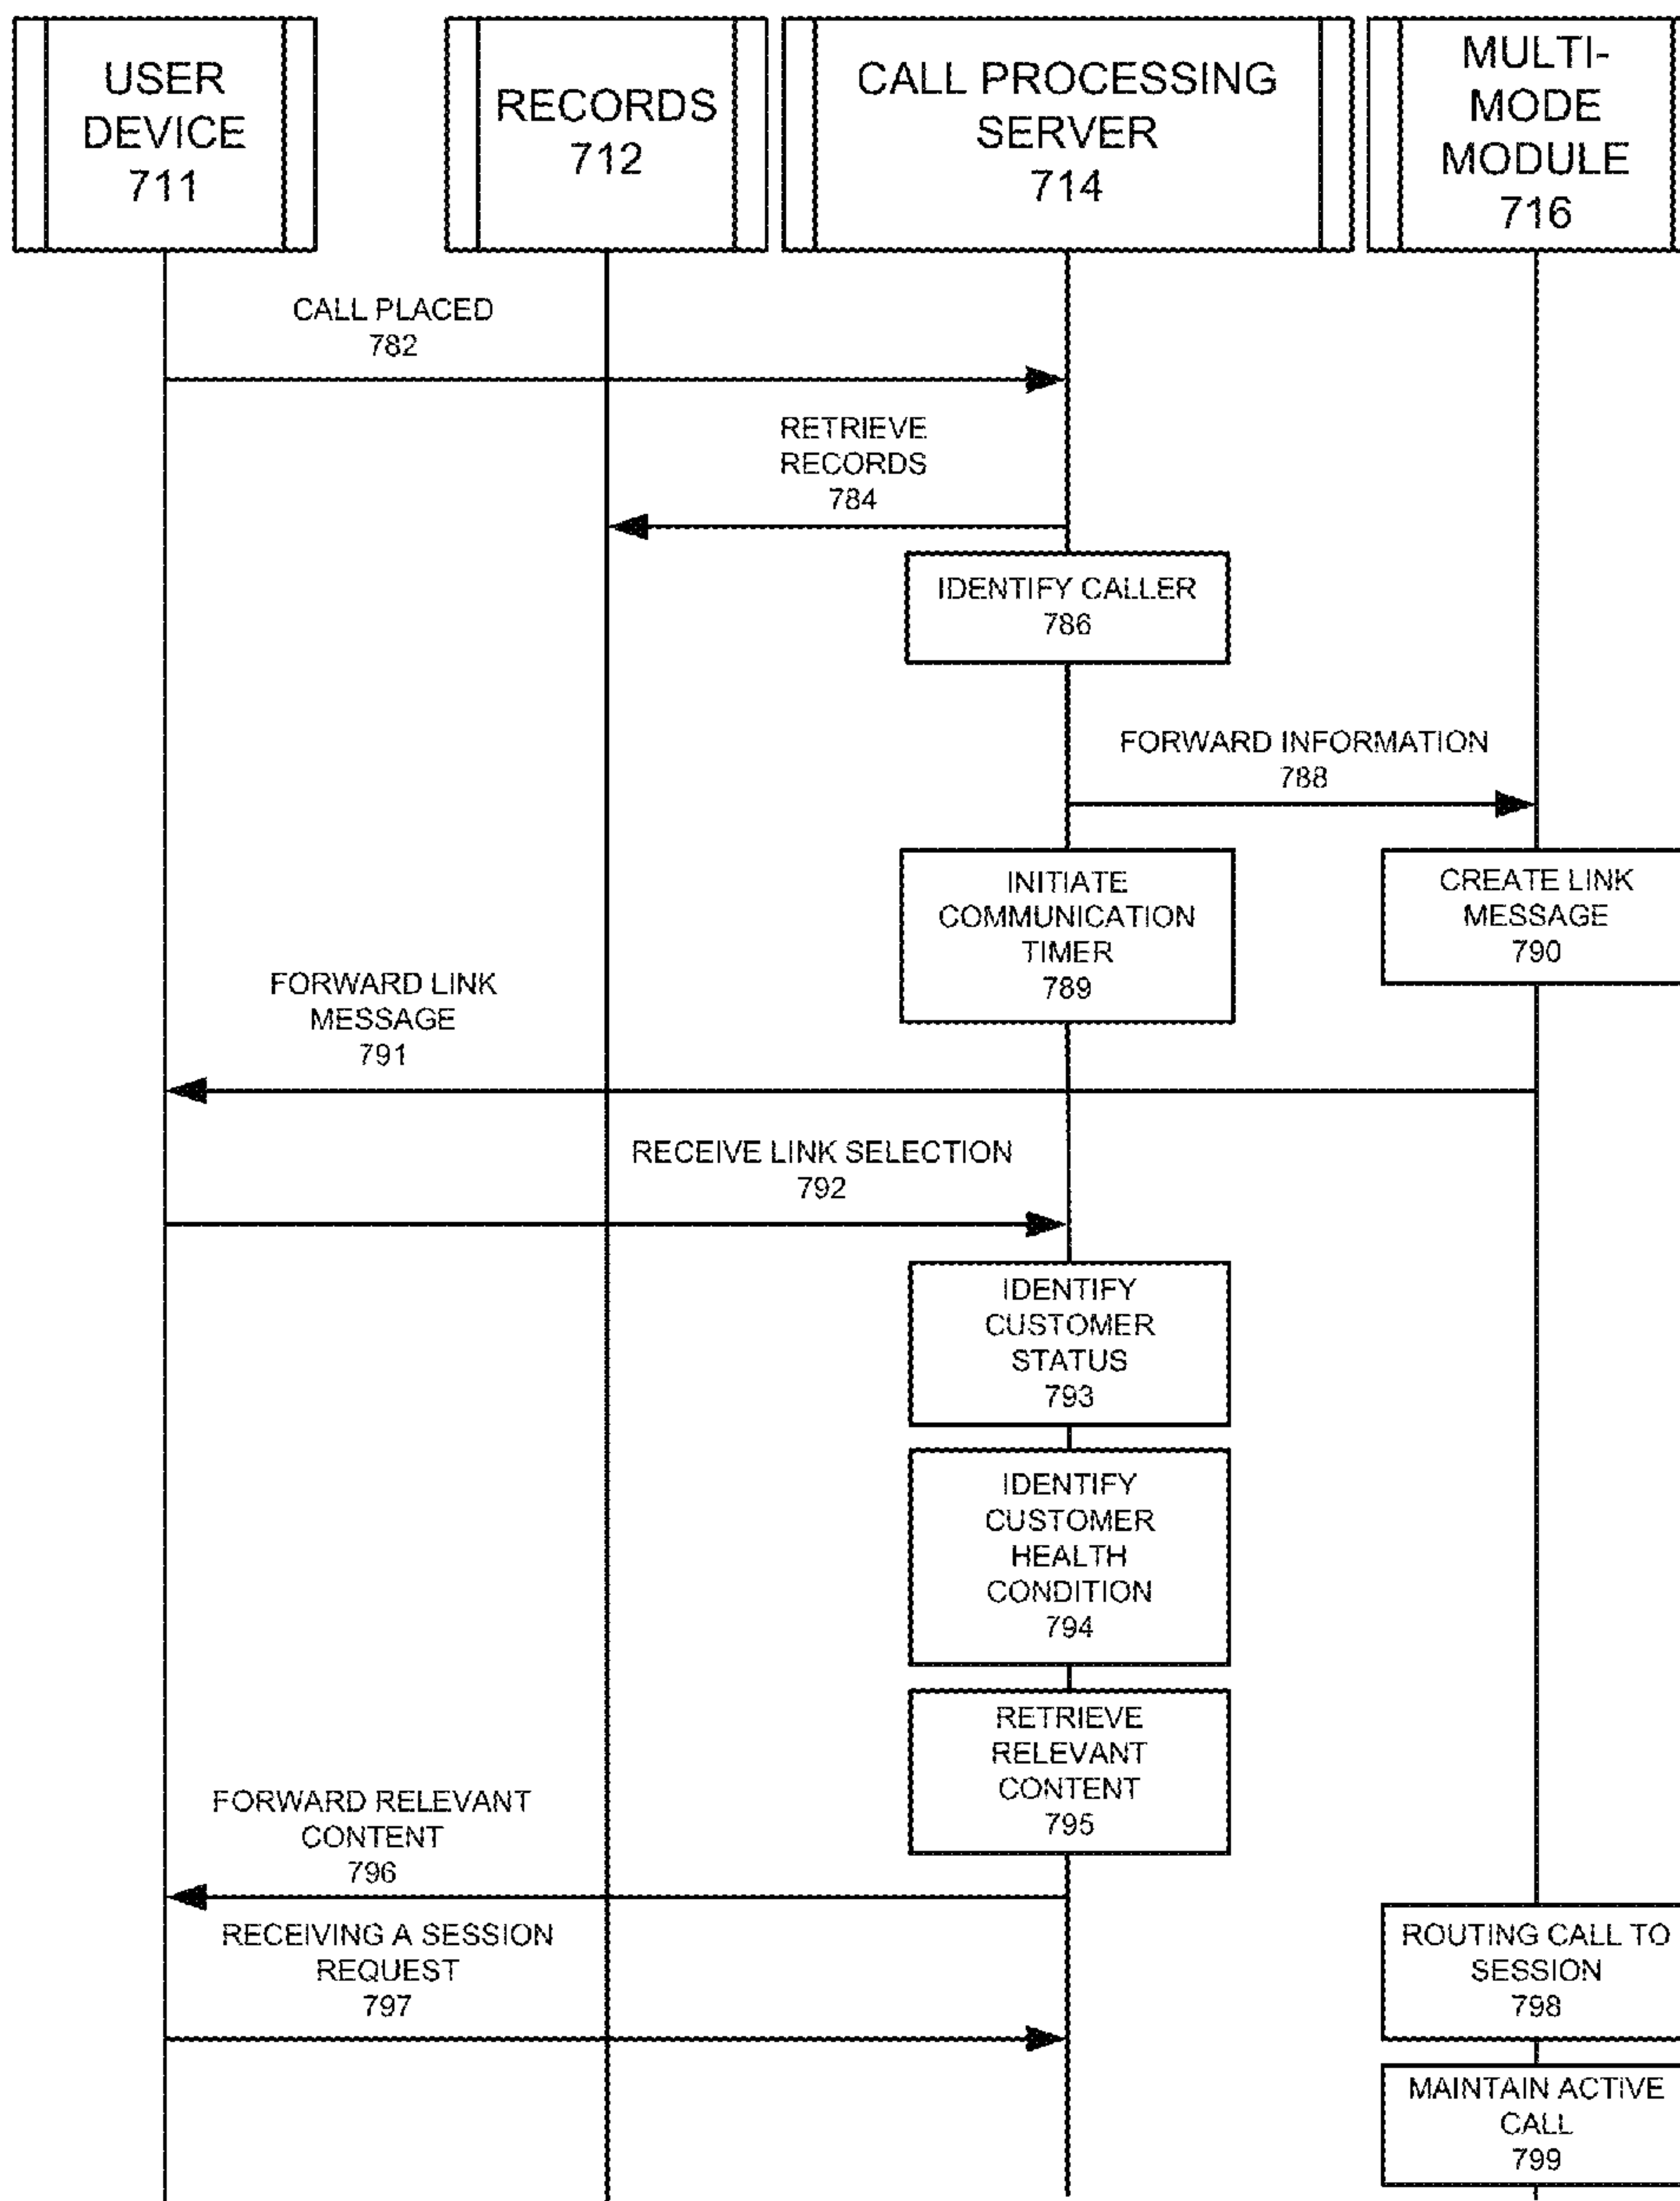 USER
DEVICE
711
RECORDS
712
CALL PROCESSING
SERVER
714
MULTI-
MODE
MODULE
716
CALL PLACED
782
RETRIEVE
RECORDS
784
IDENTIFY CALLER
786
FORWARD INFORMATION
788
INITIATE
COMMUNICATION
TIMER
789
CREATE LINK
MESSAGE
790
FORWARD LINK
MESSAGE
791
RECEIVE LINK SELECTION
792
IDENTIFY
CUSTOMER
STATUS
793
IDENTIFY
CUSTOMER
HEALTH
CONDITION
794
RETRIEVE
RELEVANT
CONTENT
795
FORWARD RELEVANT
CONTENT
796
RECEIVING A SESSION
REQUEST
797
ROUTING CALL TO
SESSION
798
MAINTAIN ACTIVE
CALL
799